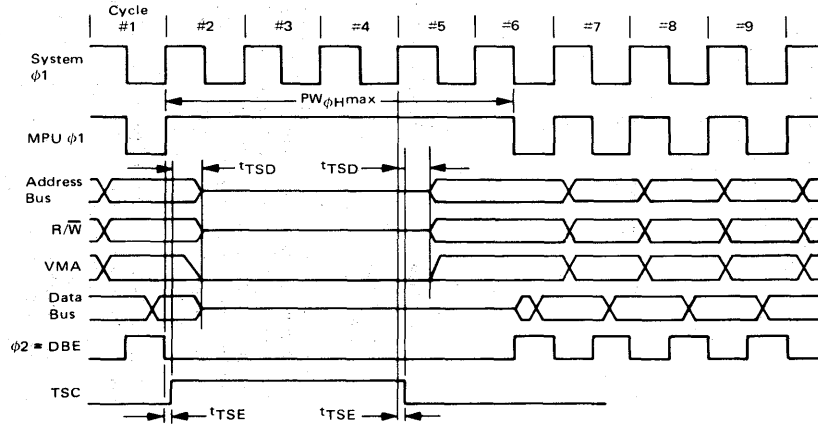 Cycle
#1 #2 #3 #4 #5 #6 #7 #8 #9
System
ϕ1
PWϕHmax
MPU ϕ1
tTSD tTSD
Address
Bus
R/W̅
VMA
Data
Bus
ϕ2 = DBE
TSC
tTSE tTSE